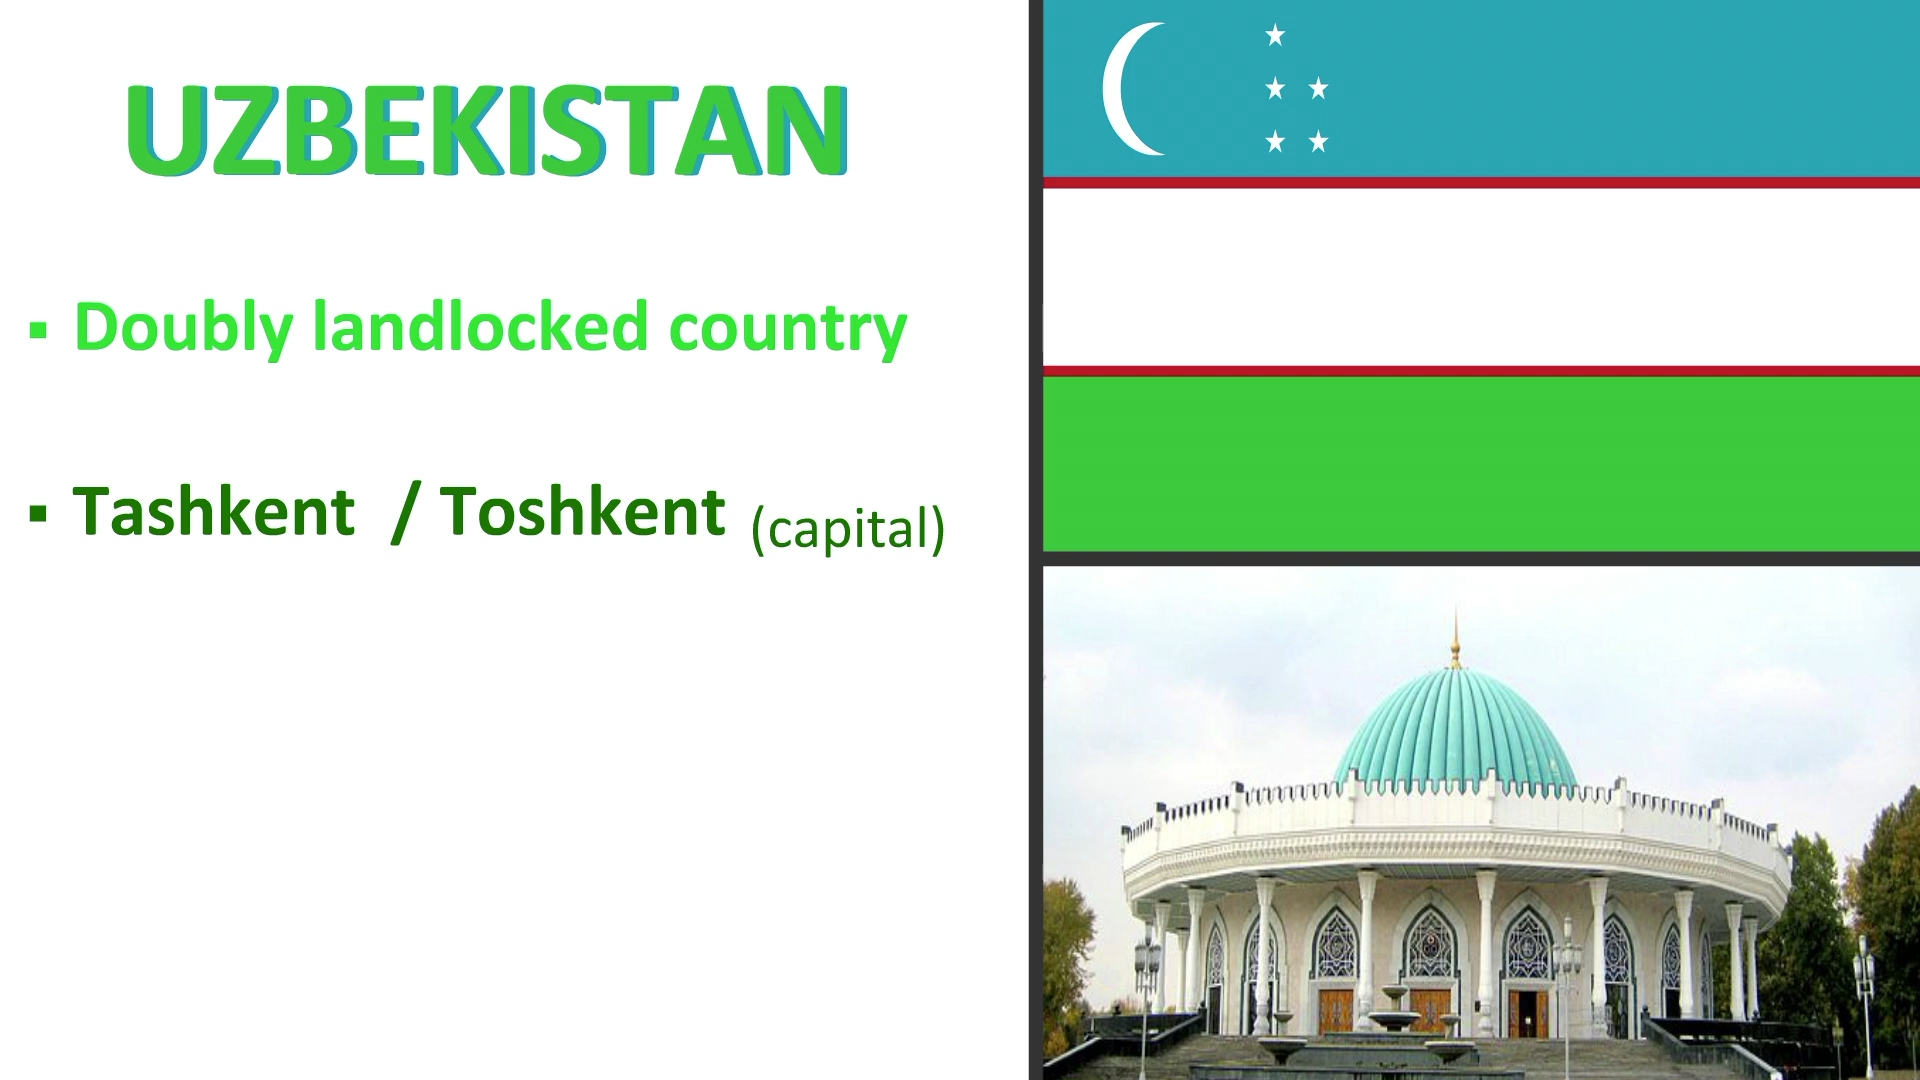 UZBEKISTAN
▪ Doubly landlocked country
▪ Tashkent / Toshkent (capital)